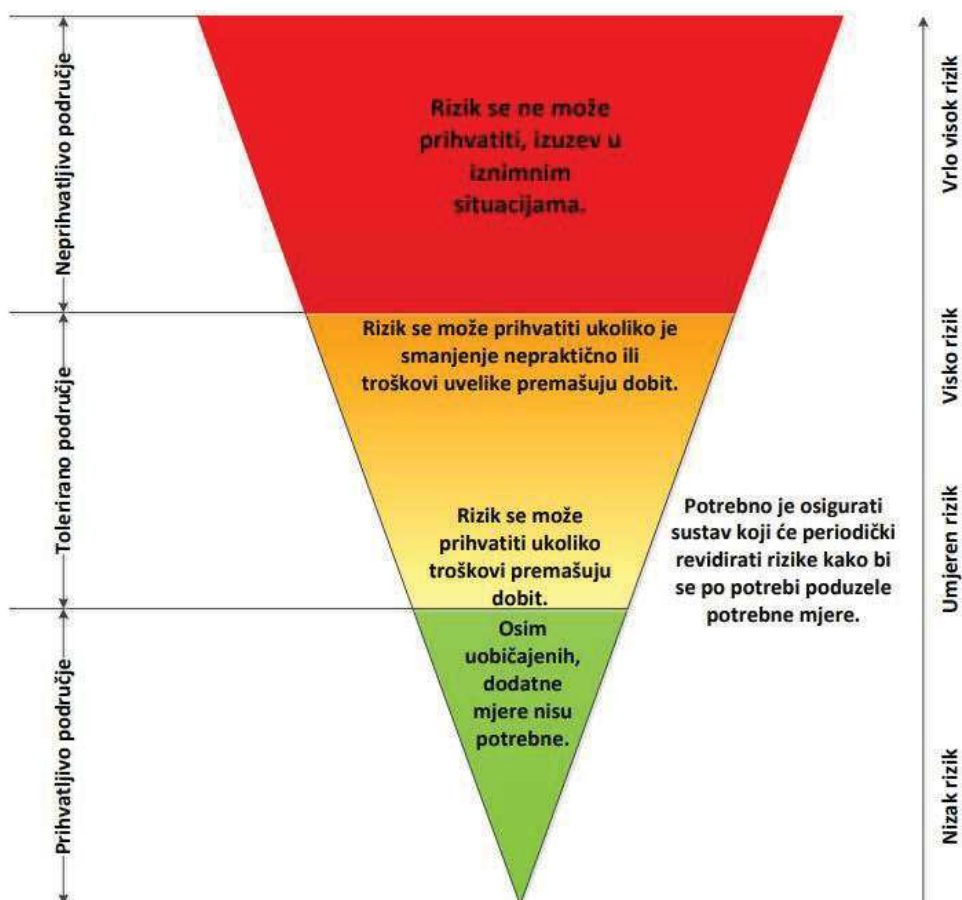 Neprihvatljivo područje
Tolerirano područje
Prihvatljivo područje
Rizik se ne može
prihvatiti, izuzev u
iznimnim
situacijama.
Rizik se može prihvatiti ukoliko je
smanjenje nepraktično ili
troškovi uvelike premašuju dobit.
Rizik se može
prihvatiti ukoliko
troškovi premašuju
dobit.
Osim
uobičajenih,
dodatne
mjere nisu
potrebne.
Potrebno je osigurati
sustav koji će periodički
revidirati rizike kako bi
se po potrebi poduzele
potrebne mjere.
Vrlo visok rizik
Visko rizik
Umjeren rizik
Nizak rizik